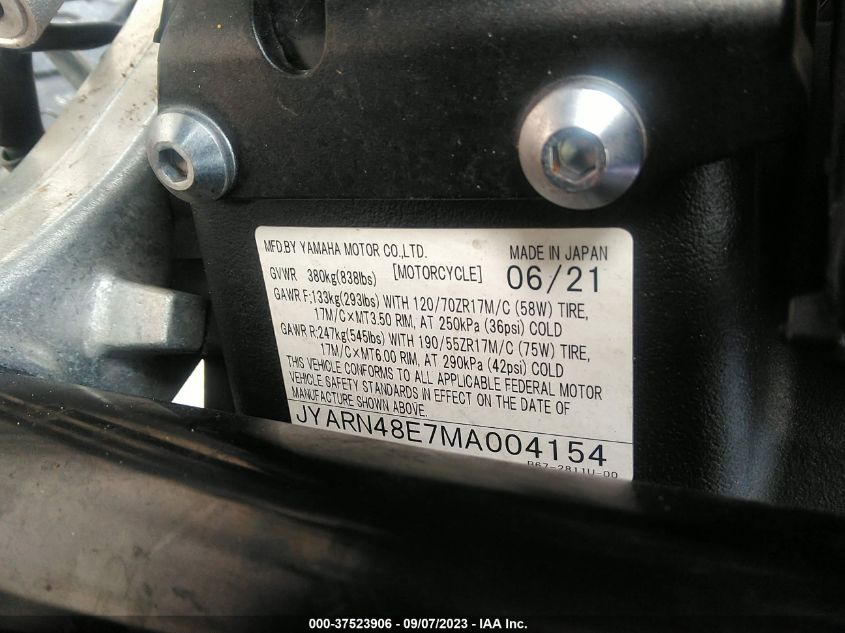 MFD.BY YAMAHA MOTOR CO.,LTD. MADE IN JAPAN
GVWR 380kg(838lbs) [MOTORCYCLE] 06/21
GAWR F;133kg(293lbs) WITH 120/70ZR17M/C (58W) TIRE,
17M/C×MT3.50 RIM, AT 250kPa (36psi) COLD
GAWR R:247kg(545lbs) WITH 190/55ZR17M/C (75W) TIRE,
17M/C×MT6.00 RIM, AT 290kPa (42psi) COLD
THIS VEHICLE CONFORMS TO ALL APPLICABLE FEDERAL MOTOR
VEHICLE SAFETY STANDARDS IN EFFECT ON THE DATE OF
MANUFACTURE SHOWN ABOVE.
JYARN48E7MA004154
B67-2811U-00
000-37523906 - 09/07/2023 - IAA Inc.